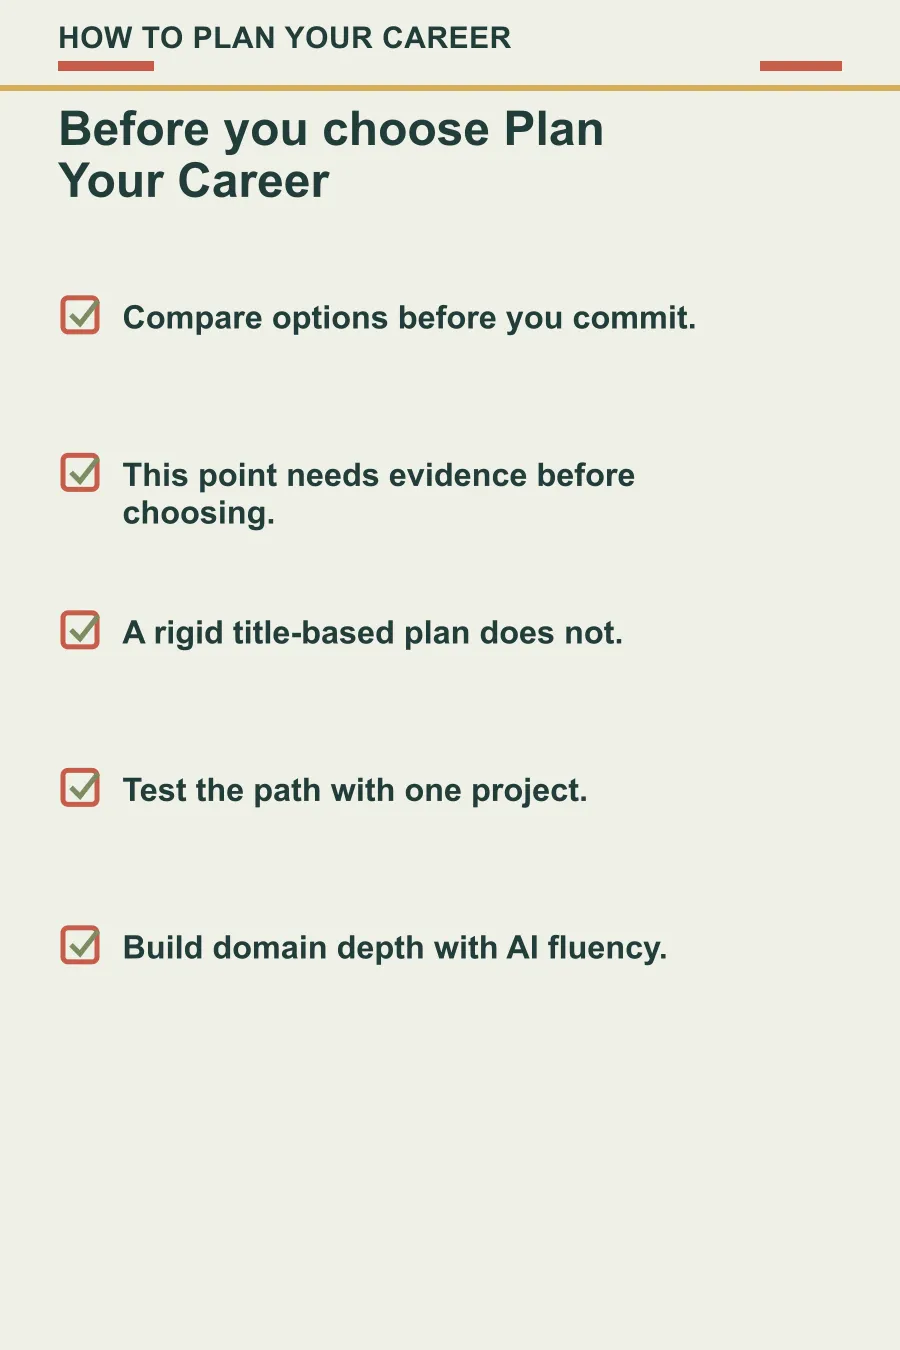 HOW TO PLAN YOUR CAREER
Before you choose Plan
Your Career
Compare options before you commit.
This point needs evidence before
choosing.
A rigid title-based plan does not.
Test the path with one project.
Build domain depth with AI fluency.